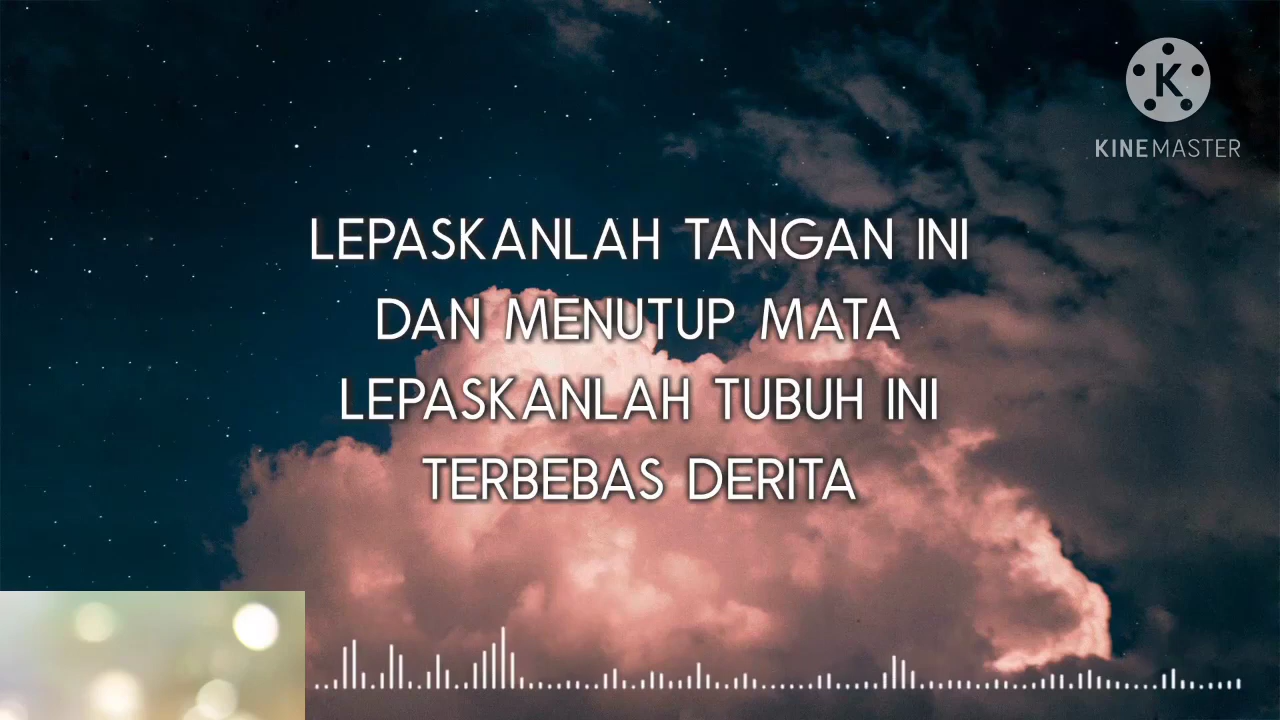 K
KINEMASTER
LEPASKANLAH TANGAN INI
DAN MENUTUP MATA
LEPASKANLAH TUBUH INI
TERBEBAS DERITA